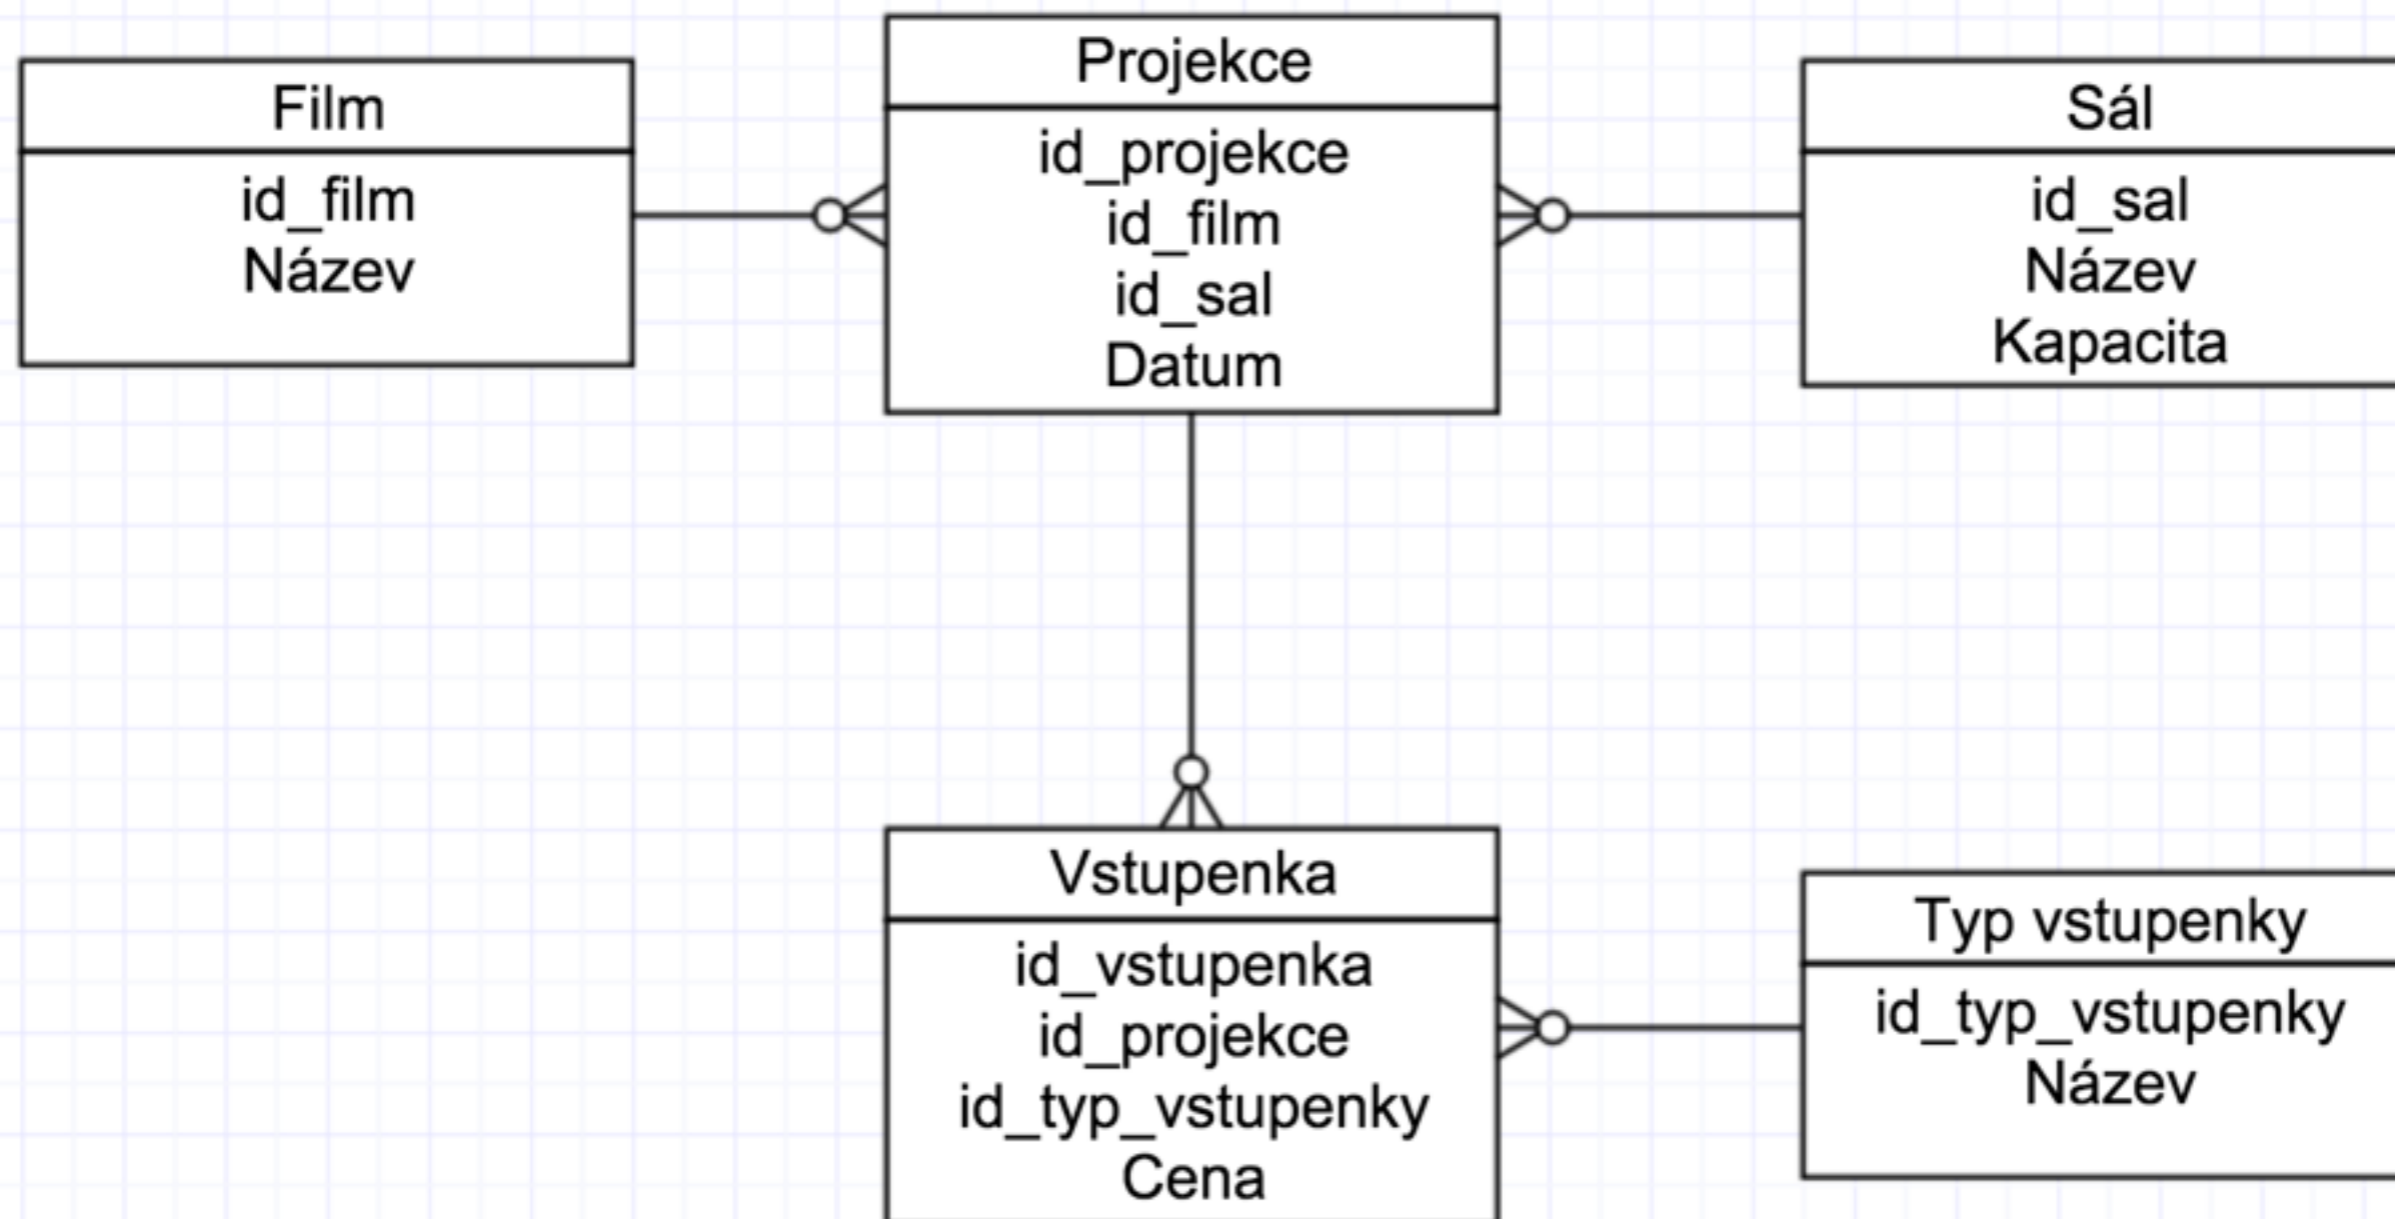 Film
id_film
Název
Projekce
id_projekce
id_film
id_sal
Datum
Sál
id_sal
Název
Kapacita
Vstupenka
id_vstupenka
id_projekce
id_typ_vstupenky
Cena
Typ vstupenky
id_typ_vstupenky
Název